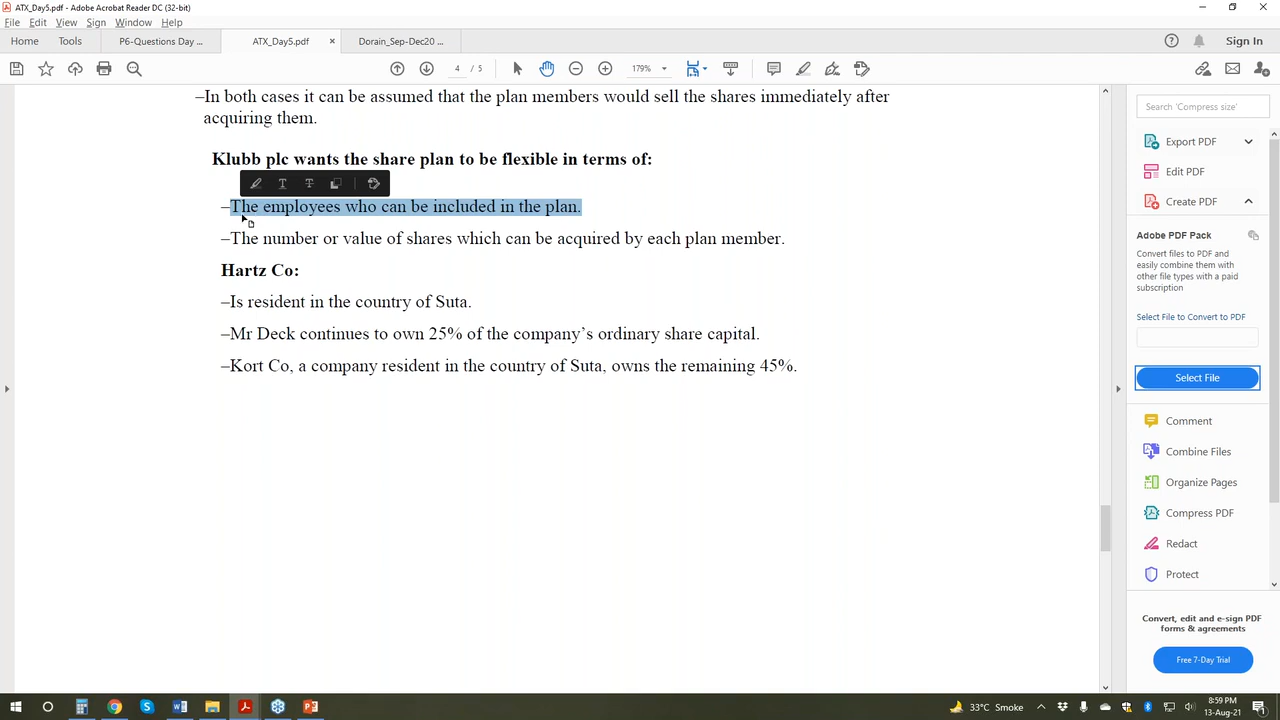 ATX_Day5.pdf - Adobe Acrobat Reader DC (32-bit)
File Edit View Sign Window Help
Home Tools P6-Questions Day ... ATX_Day5.pdf × Dorain_Sep-Dec20 ... Sign In
4 / 5 179%
–In both cases it can be assumed that the plan members would sell the shares immediately after
acquiring them.
Klubb plc wants the share plan to be flexible in terms of:
–The employees who can be included in the plan.
–The number or value of shares which can be acquired by each plan member.
Hartz Co:
–Is resident in the country of Suta.
–Mr Deck continues to own 25% of the company’s ordinary share capital.
–Kort Co, a company resident in the country of Suta, owns the remaining 45%.
Search 'Compress size'
Export PDF
Edit PDF
Create PDF
Adobe PDF Pack
Convert files to PDF and
easily combine them with
other file types with a paid
subscription
Select File to Convert to PDF
Select File
Comment
Combine Files
Organize Pages
Compress PDF
Redact
Protect
Convert, edit and e-sign PDF
forms & agreements
Free 7-Day Trial
33°C Smoke
8:59 PM
13-Aug-21